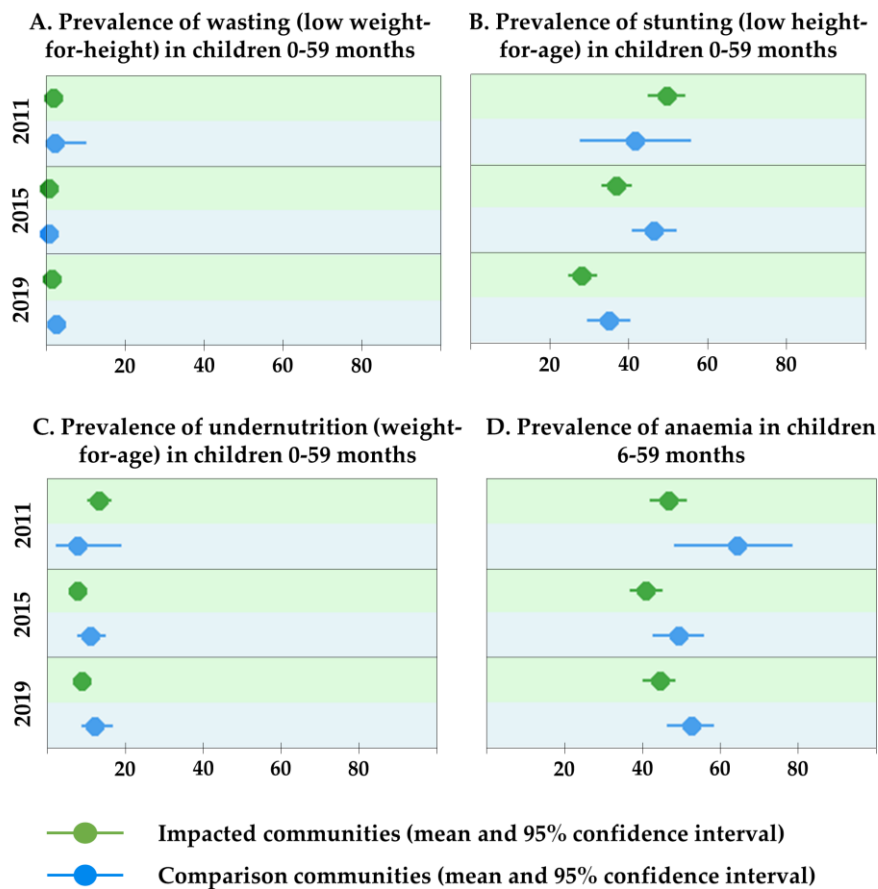 A. Prevalence of wasting (low weight-
for-height) in children 0-59 months
2011
2015
2019
20 40 60 80
B. Prevalence of stunting (low height-
for-age) in children 0-59 months
20 40 60 80
C. Prevalence of undernutrition (weight-
for-age) in children 0-59 months
2011
2015
2019
20 40 60 80
D. Prevalence of anaemia in children
6-59 months
20 40 60 80
Impacted communities (mean and 95% confidence interval)
Comparison communities (mean and 95% confidence interval)